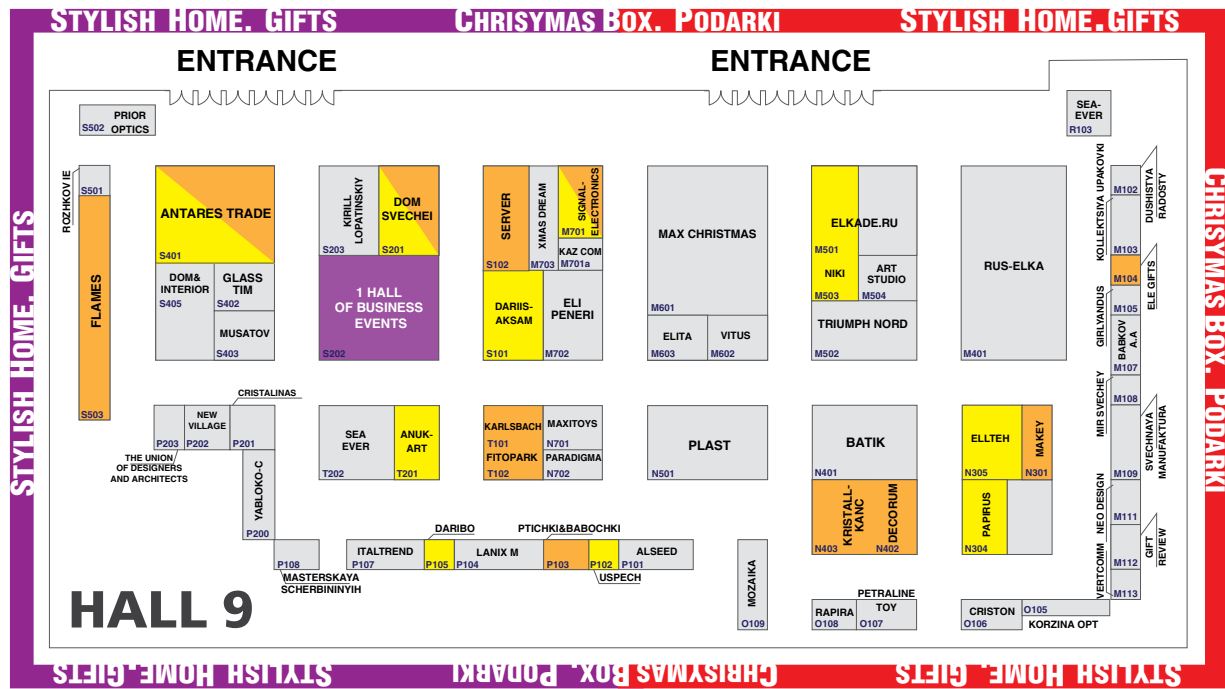 STYLISH HOME. GIFTS
CHRISYMAS BOX. PODARKI
STYLISH HOME. GIFTS
ENTRANCE
ENTRANCE
PRIOR
OPTICS
S502
SEA-
EVER
R103
ROZHKOV IE
S501
FLAMES
S503
ANTARES TRADE
S401
DOM&
INTERIOR
S405
GLASS
TIM
S402
MUSATOV
S403
KIRILL
LOPATINSKIY
S203
DOM
SVECHEI
S201
1 HALL
OF BUSINESS
EVENTS
S202
SERVER
S102
XMAS DREAM
M703
SIGNAL-
ELECTRONICS
M701
KAZ COM
M701a
DARIIS-
AKSAM
S101
ELI
PENERI
M702
MAX CHRISTMAS
M601
ELITA
M603
VITUS
M602
ELKADE.RU
M501
NIKI
M503
ART
STUDIO
M504
TRIUMPH NORD
M502
RUS-ELKA
M401
KOLLEKTSIYA UPAKOVKI
M102
DUSHISTYA
RADOSTY
M103
M104
ELE GIFTS
GIRLYANDUS
M105
BABKOV
A.A
M107
MIR SVECHEY
M108
SVECHNAYA
MANUFAKTURA
M109
NEO DESIGN
M111
GIFT
REVIEW
M112
VERTCOMM
M113
CRISTALINAS
P203
NEW
VILLAGE
P202
P201
THE UNION
OF DESIGNERS
AND ARCHITECTS
YABLOKO-C
P200
SEA
EVER
T202
ANUK-
ART
T201
KARLSBACH
T101
FITOPARK
T102
MAXITOYS
N701
PARADIGMA
N702
PLAST
N501
BATIK
N401
KRISTALL-
KANC
N403
DECORUM
N402
ELLTEH
N305
MAKEY
N301
PAPIRUS
N304
P108
MASTERSKAYA
SCHERBININYIH
ITALTREND
P107
DARIBO
P105
LANIX M
P104
PTICHKI&BABOCHKI
P103
P102
USPECH
ALSEED
P101
MOZAIKA
O109
RAPIRA
O108
PETRALINE
TOY
O107
CRISTON
O106
O105
KORZINA OPT
HALL 9
STYLISH HOME. GIFTS
CHRISYMAS BOX. PODARKI
STYLISH HOME. GIFTS
CHRISYMAS BOX. PODARKI
STYLISH HOME. GIFTS